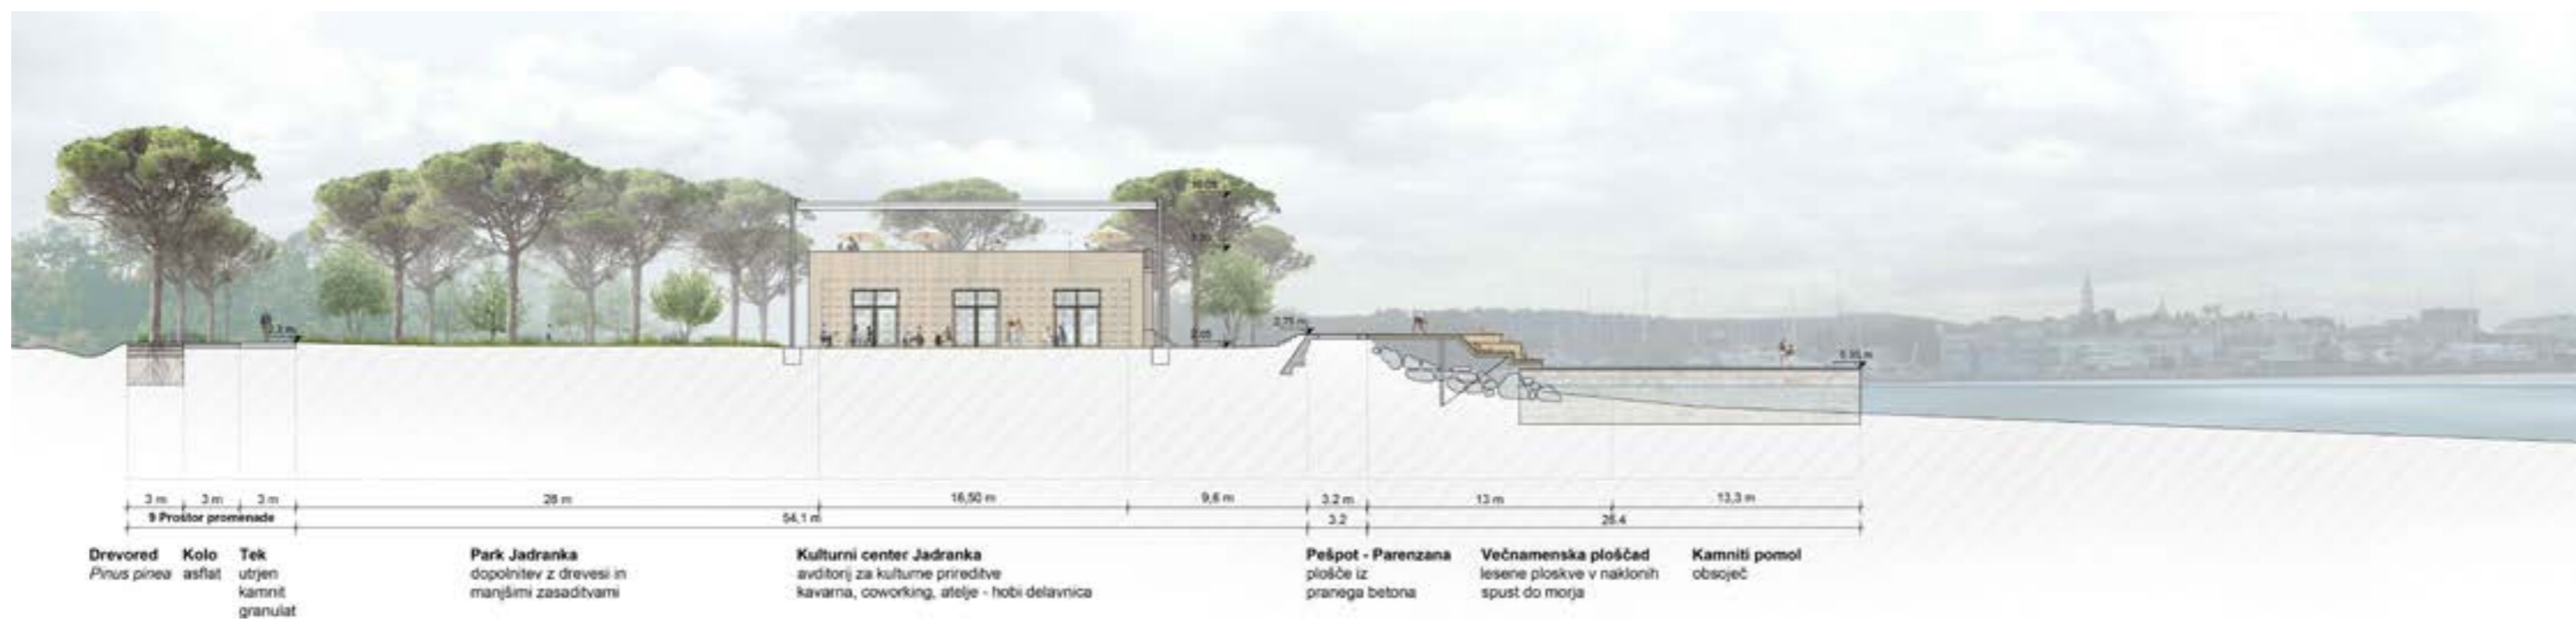 2,75 m
3 m 3 m 3 m 28 m 16,50 m 9,6 m 3.2 m 13 m 13,3 m
9 Prostor promenade 54,1 m 3.2 26.4
Drevored Kolo Tek Park Jadranka Kulturni center Jadranka Pešpot - Parenzana Večnamenska ploščad Kamniti pomol
Pinus pinea asflat utrjen dopolnitev z drevesi in avditorij za kulturne prireditve plošče iz lesene ploskve v naklonih obsoječ
kamnit manjšimi zasaditvami kavarna, coworking, atelje - hobi delavnica pranega betona spust do morja
granulat